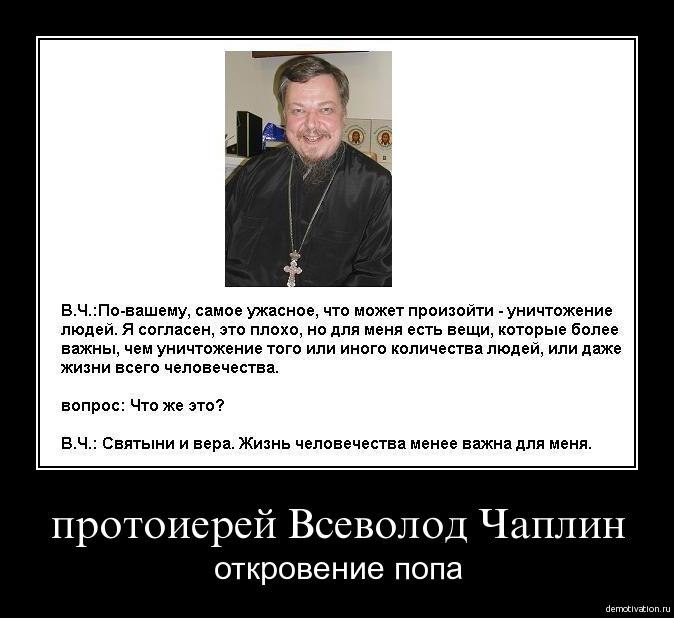 В.Ч.:По-вашему, самое ужасное, что может произойти - уничтожение
людей. Я согласен, это плохо, но для меня есть вещи, которые более
важны, чем уничтожение того или иного количества людей, или даже
жизни всего человечества.
вопрос: Что же это?
В.Ч.: Святыни и вера. Жизнь человечества менее важна для меня.
протоиерей Всеволод Чаплин
откровение попа
demotivation.ru